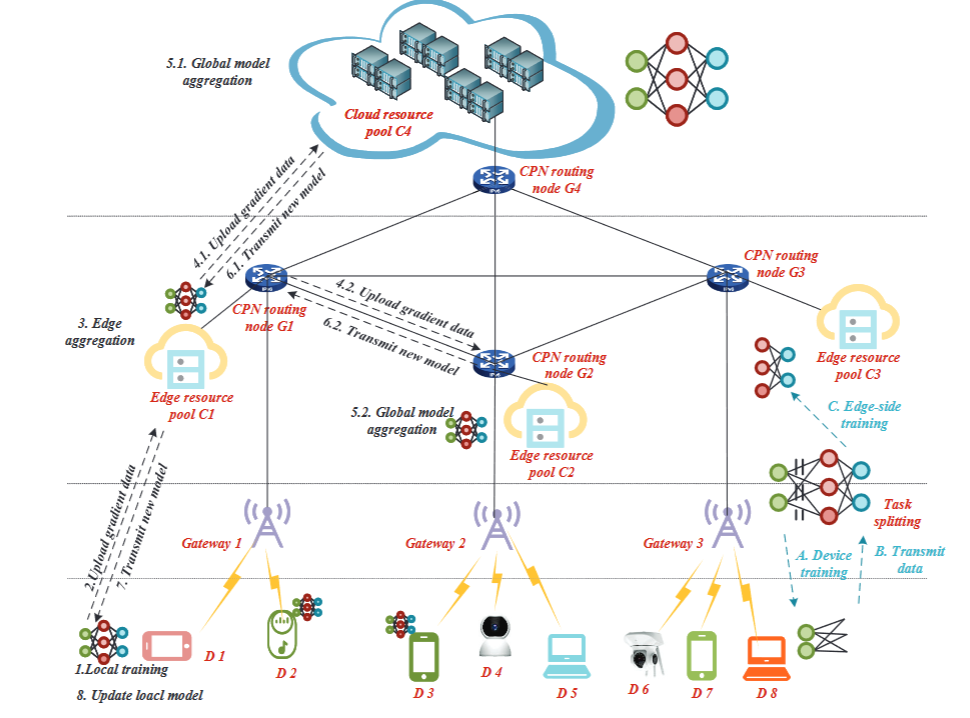 5.1. Global model
aggregation
Cloud resource
pool C4
CPN routing
node G4
4.1. Upload gradient data
6.1. Transmit new model
CPN routing
node G3
3. Edge
aggregation
CPN routing
node G1
4.2. Upload gradient data
6.2. Transmit new model
CPN routing
node G2
Edge resource
pool C3
Edge resource
pool C1
5.2. Global model
aggregation
Edge resource
pool C2
C. Edge-side
training
2.Upload gradient data
7. Transmit new model
Task
splitting
Gateway 1
Gateway 2
Gateway 3
A. Device
training
B. Transmit
data
D 1
D 2
D 3
D 4
D 5
D 6
D 7
D 8
1.Local training
8. Update loacl model